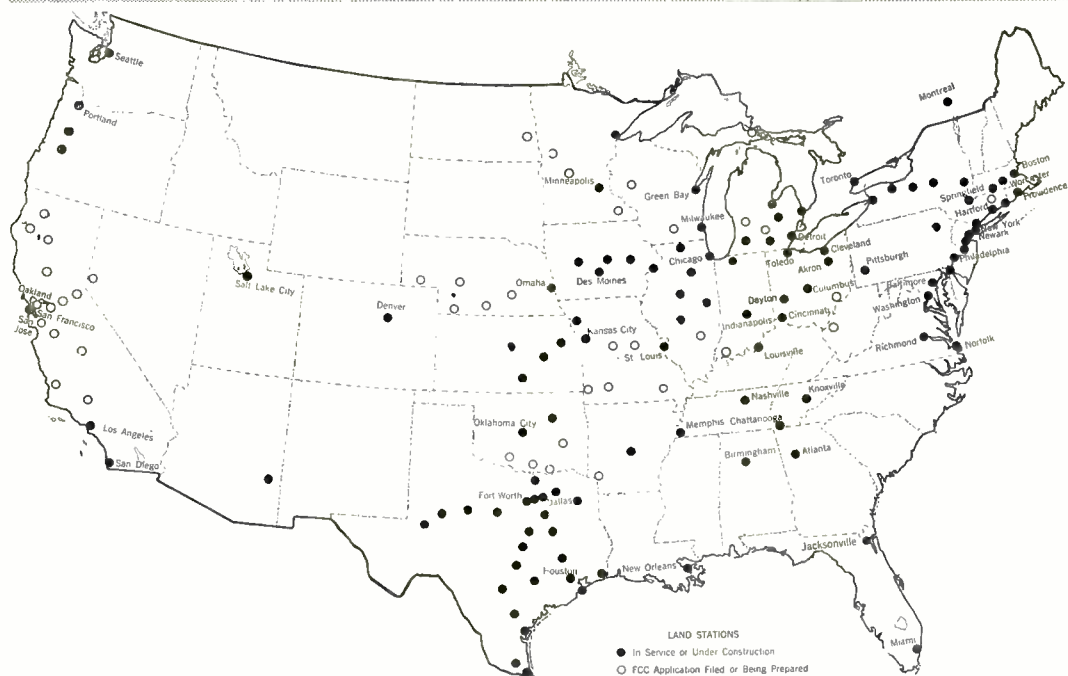 Seattle
Portland
Montreal
Toronto
Boston
Worcester
Springfield
Providence
Hartford
New York
Newark
Minneapolis
Green Bay
Milwaukee
Detroit
Cleveland
Philadelphia
Chicago
Toledo
Akron
Pittsburgh
Salt Lake City
Omaha
Des Moines
Columbus
Baltimore
Oakland
San Francisco
Denver
Dayton
Washington
San
Jose
Kansas City
Indianapolis
Cincinnati
St Louis
Louisville
Richmond
Norfolk
Nashville
Knoxville
Los Angeles
Oklahoma City
Memphis
Chattanooga
San Diego
Birmingham
Atlanta
Fort Worth
Dallas
Jacksonville
Houston
New Orleans
Miami
LAND STATIONS
In Service or Under Construction
FCC Application Filed or Being Prepared